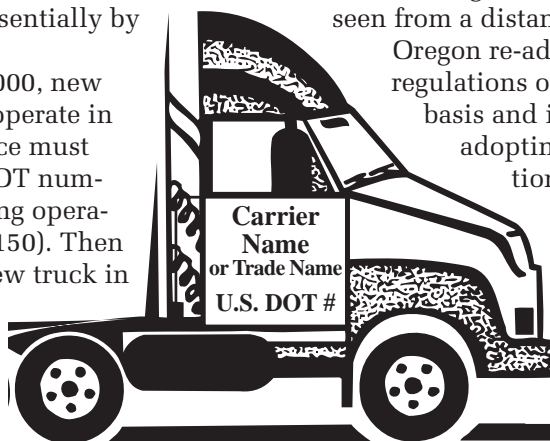 sentially by
000, new
operate in
ce must
OT num-
ng opera-
150). Then
ew truck in
seen from a distan
Oregon re-ad
regulations o
basis and i
adoptin
tion
Carrier
Name
or Trade Name
U.S. DOT #